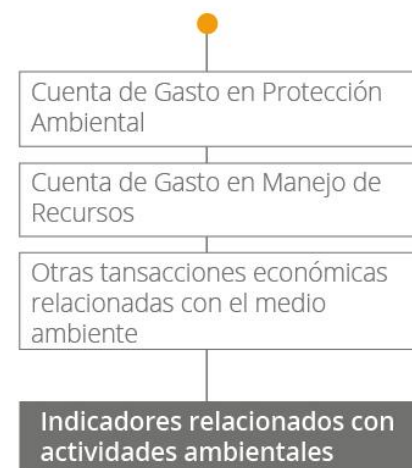 Cuenta de Gasto en Protección
Ambiental
Cuenta de Gasto en Manejo de
Recursos
Otras tansacciones económicas
relacionadas con el medio
ambiente
Indicadores relacionados con
actividades ambientales